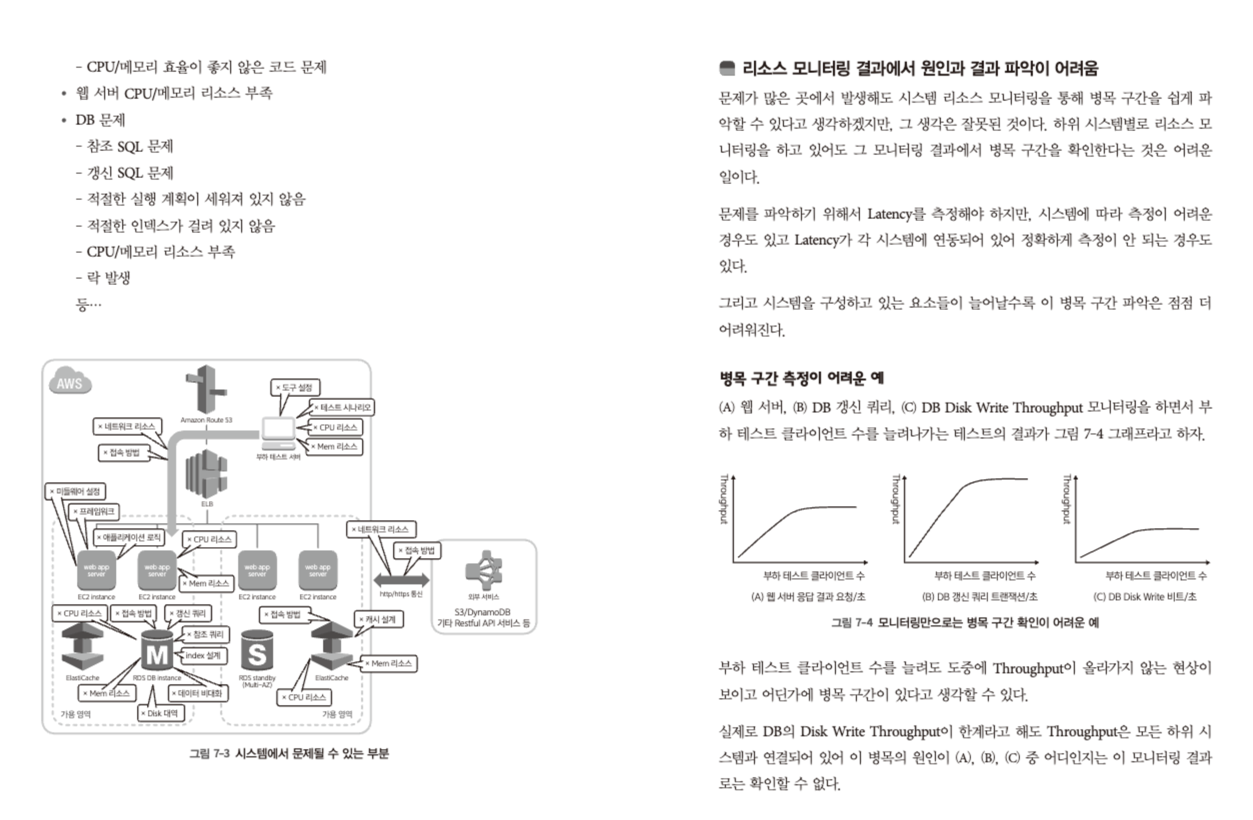 - CPU/메모리 효율이 좋지 않은 코드 문제
• 웹 서버 CPU/메모리 리소스 부족
• DB 문제
- 참조 SQL 문제
- 갱신 SQL 문제
- 적절한 실행 계획이 세워져 있지 않음
- 적절한 인덱스가 걸려 있지 않음
- CPU/메모리 리소스 부족
- 락 발생
등…
AWS
Amazon Route 53
× 도구 설정
× 테스트 시나리오
× CPU 리소스
× Mem 리소스
부하 테스트 서버
× 네트워크 리소스
× 접속 방법
ELB
× 미들웨어 설정
× 프레임워크
× 애플리케이션 로직
× CPU 리소스
× Mem 리소스
web app server
EC2 instance
web app server
EC2 instance
web app server
EC2 instance
web app server
EC2 instance
× 네트워크 리소스
× 접속 방법
http/https 통신
외부 서비스
S3/DynamoDB
기타 Restful API 서비스 등
× CPU 리소스
× 접속 방법
× 갱신 쿼리
× 참조 쿼리
index 설계
M
S
ElastiCache
RDS DB instance
RDS standby
(Multi-AZ)
ElastiCache
× 접속 방법
× 캐시 설계
× Mem 리소스
× CPU 리소스
× Mem 리소스
× 데이터 비대화
× Disk 대역
가용 영역
가용 영역
그림 7-3 시스템에서 문제될 수 있는 부분
리소스 모니터링 결과에서 원인과 결과 파악이 어려움
문제가 많은 곳에서 발생해도 시스템 리소스 모니터링을 통해 병목 구간을 쉽게 파
악할 수 있다고 생각하겠지만, 그 생각은 잘못된 것이다. 하위 시스템별로 리소스 모
니터링을 하고 있어도 그 모니터링 결과에서 병목 구간을 확인한다는 것은 어려운
일이다.
문제를 파악하기 위해서 Latency를 측정해야 하지만, 시스템에 따라 측정이 어려운
경우도 있고 Latency가 각 시스템에 연동되어 있어 정확하게 측정이 안 되는 경우도
있다.
그리고 시스템을 구성하고 있는 요소들이 늘어날수록 이 병목 구간 파악은 점점 더
어려워진다.
병목 구간 측정이 어려운 예
(A) 웹 서버, (B) DB 갱신 쿼리, (C) DB Disk Write Throughput 모니터링을 하면서 부
하 테스트 클라이언트 수를 늘려나가는 테스트의 결과가 그림 7-4 그래프라고 하자.
Throughput
부하 테스트 클라이언트 수
(A) 웹 서버 응답 결과 요청/초
Throughput
부하 테스트 클라이언트 수
(B) DB 갱신 쿼리 트랜잭션/초
Throughput
부하 테스트 클라이언트 수
(C) DB Disk Write 비트/초
그림 7-4 모니터링만으로는 병목 구간 확인이 어려운 예
부하 테스트 클라이언트 수를 늘려도 도중에 Throughput이 올라가지 않는 현상이
보이고 어딘가에 병목 구간이 있다고 생각할 수 있다.
실제로 DB의 Disk Write Throughput이 한계라고 해도 Throughput은 모든 하위 시
스템과 연결되어 있어 이 병목의 원인이 (A), (B), (C) 중 어디인지는 이 모니터링 결과
로는 확인할 수 없다.